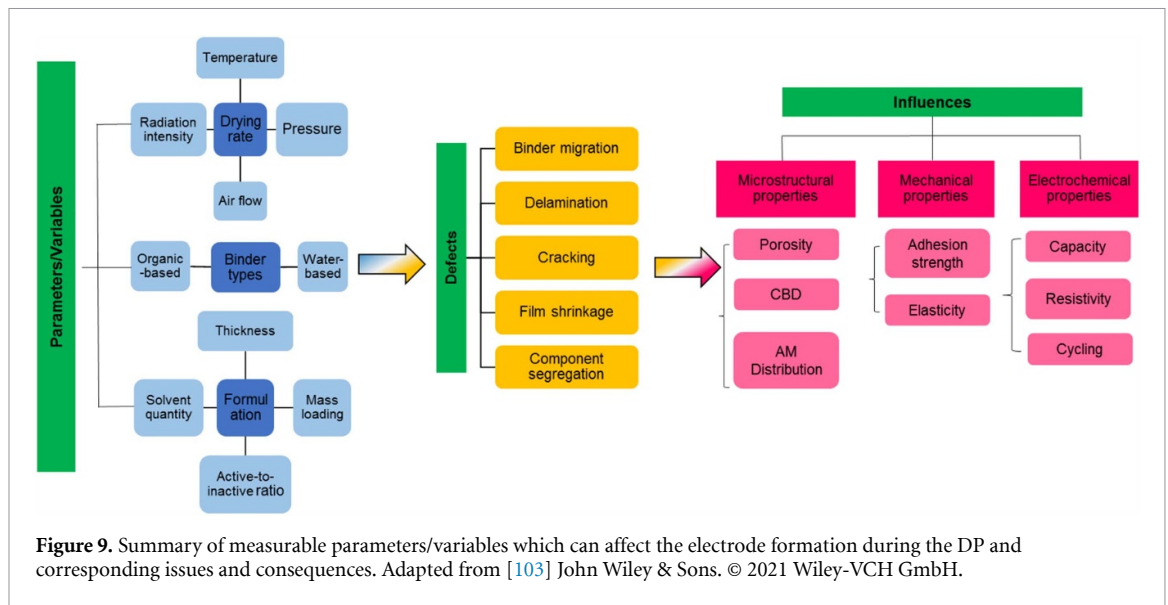 Parameters/Variables
Temperature
Radiation
intensity
Drying
rate
Pressure
Air flow
Organic
-based
Binder
types
Water-
based
Thickness
Solvent
quantity
Formul
ation
Mass
loading
Active-to-
inactive ratio
Defects
Binder migration
Delamination
Cracking
Film shrinkage
Component
segregation
Influences
Microstructural
properties
Mechanical
properties
Electrochemical
properties
Porosity
CBD
AM
Distribution
Adhesion
strength
Elasticity
Capacity
Resistivity
Cycling
Figure 9. Summary of measurable parameters/variables which can affect the electrode formation during the DP and
corresponding issues and consequences. Adapted from [103] John Wiley & Sons. © 2021 Wiley-VCH GmbH.